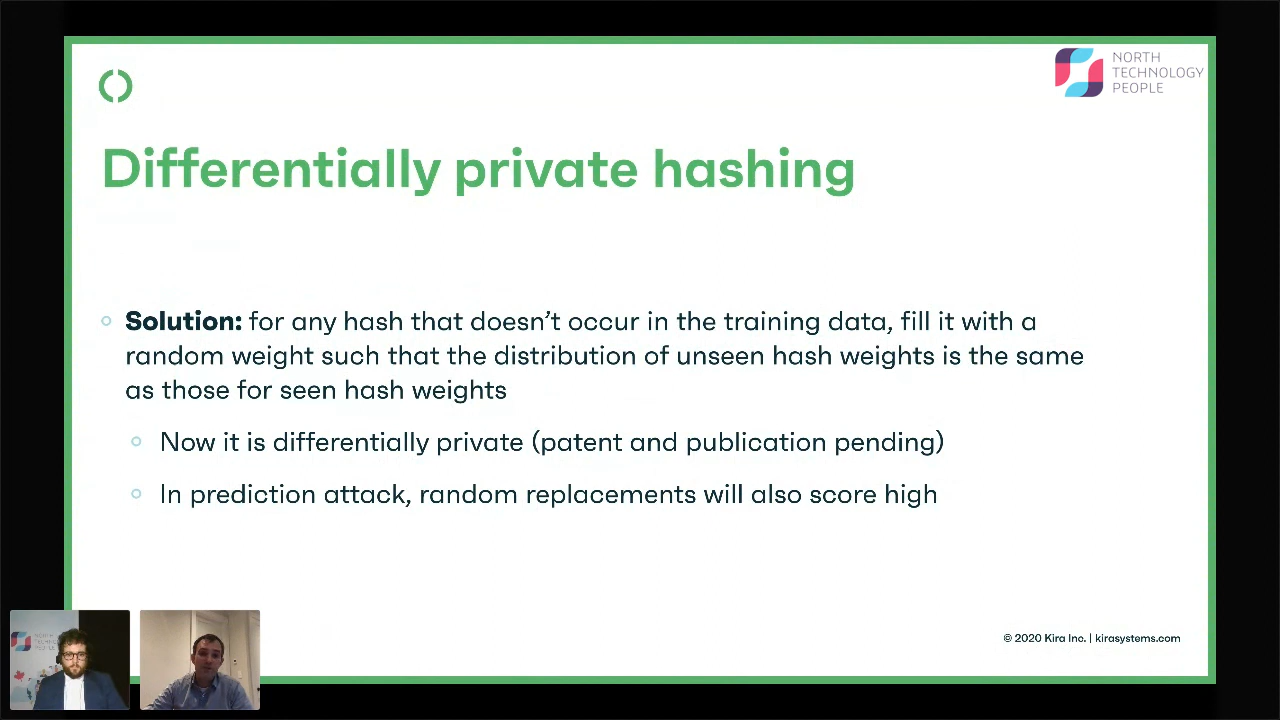 NORTH
TECHNOLOGY
PEOPLE
Differentially private hashing
Solution: for any hash that doesn’t occur in the training data, fill it with a
random weight such that the distribution of unseen hash weights is the same
as those for seen hash weights
Now it is differentially private (patent and publication pending)
In prediction attack, random replacements will also score high
© 2020 Kira Inc. | kirasystems.com